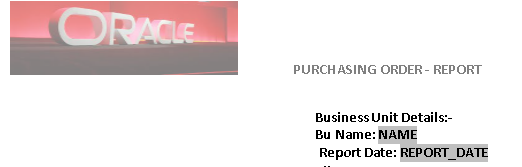 ORACLE
PURCHASING ORDER - REPORT
Business Unit Details:-
Bu Name: NAME
Report Date: REPORT_DATE